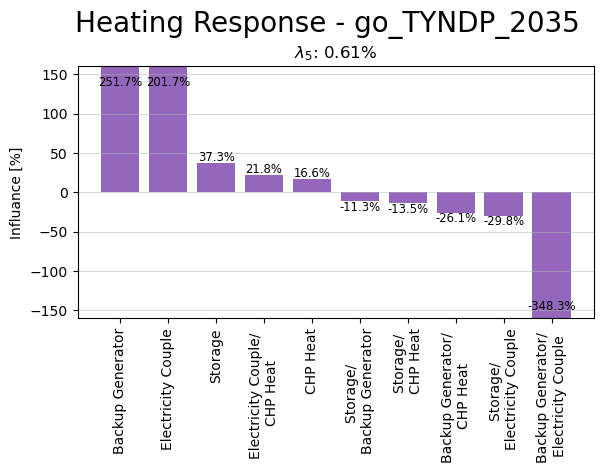 Heating Response - go_TYNDP_2035
λ5: 0.61%
Influance [%]
150
100
50
0
−50
−100
−150
251.7%
201.7%
37.3%
21.8%
16.6%
-11.3%
-13.5%
-26.1%
-29.8%
-348.3%
Backup Generator
Electricity Couple
Storage
Electricity Couple/
CHP Heat
CHP Heat
Storage/
Backup Generator
Storage/
CHP Heat
Backup Generator/
CHP Heat
Storage/
Electricity Couple
Backup Generator/
Electricity Couple